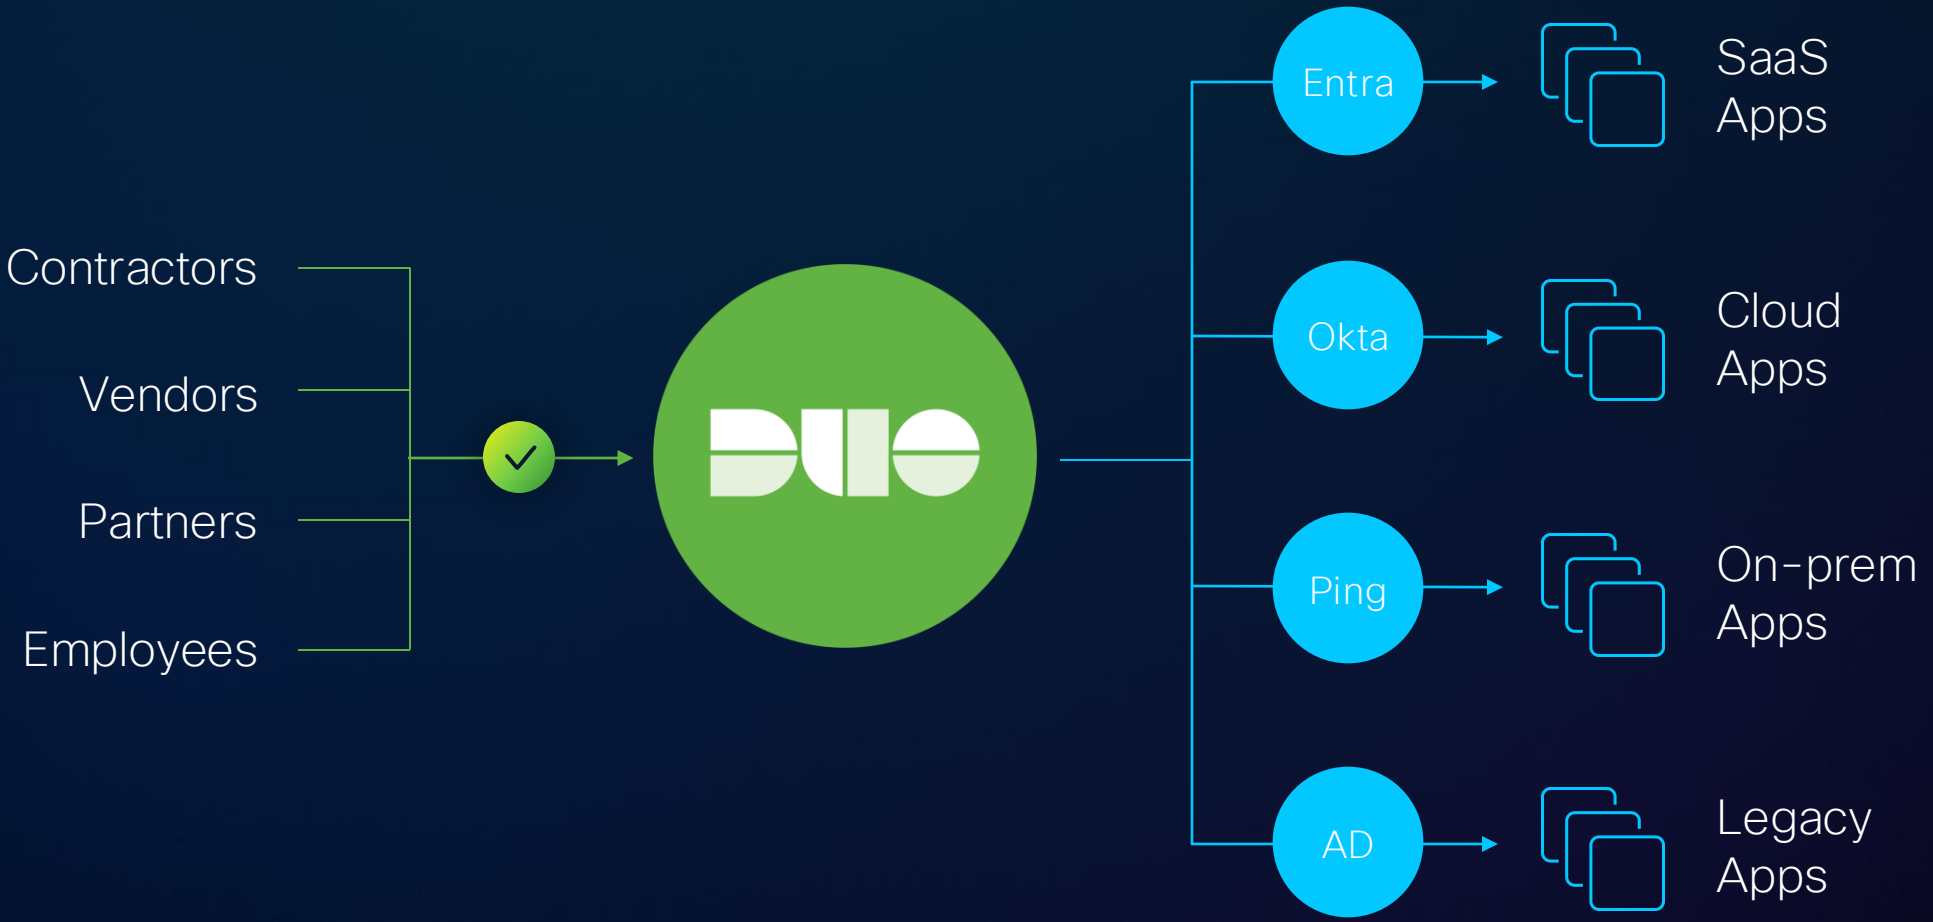 Contractors
Vendors
Partners
Employees
DUO
Entra
SaaS
Apps
Okta
Cloud
Apps
Ping
On-prem
Apps
AD
Legacy
Apps